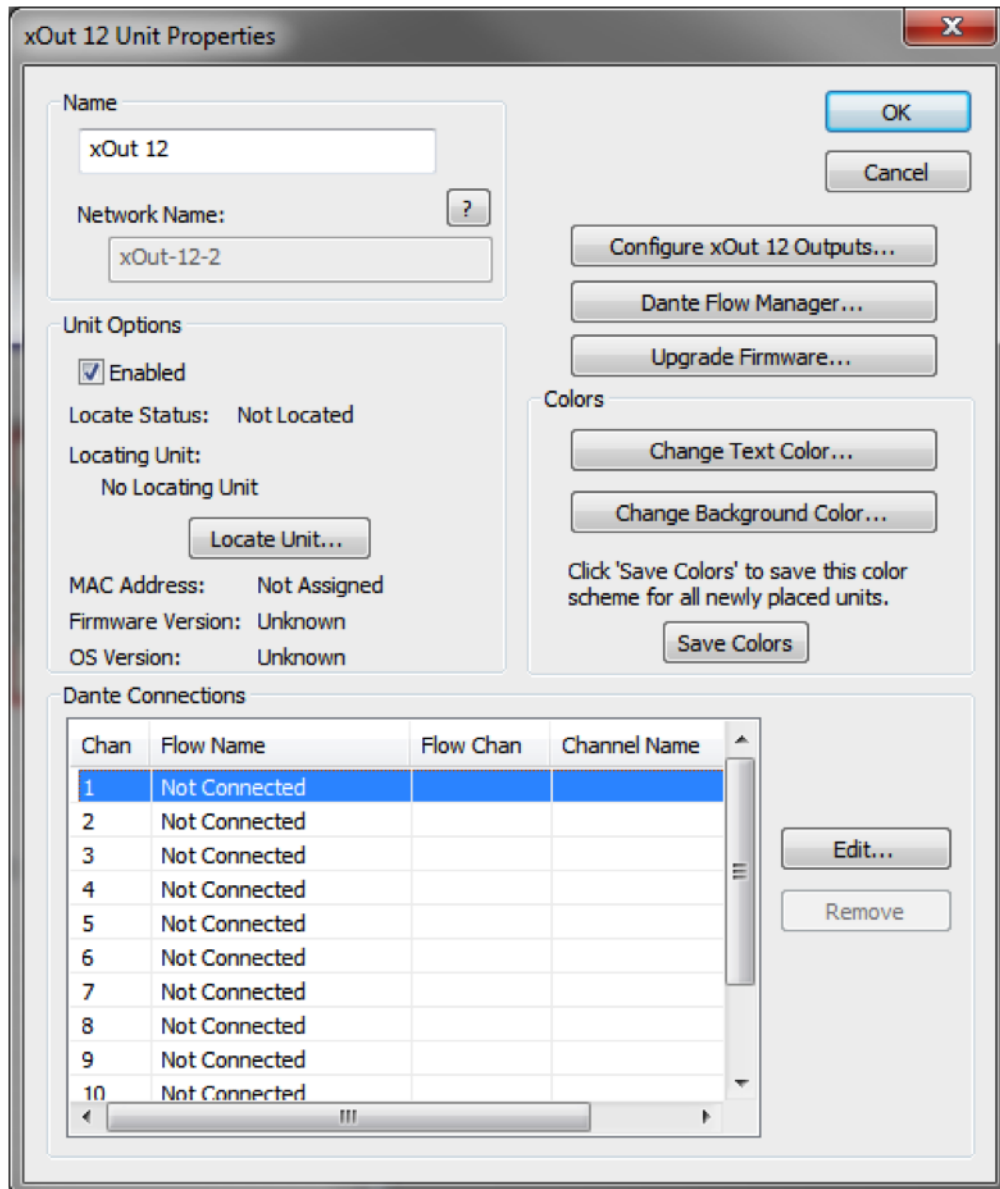 xOut 12 Unit Properties
Name
xOut 12
Network Name:
?
xOut-12-2
OK
Cancel
Configure xOut 12 Outputs...
Dante Flow Manager...
Upgrade Firmware...
Unit Options
Enabled
Locate Status: Not Located
Locating Unit:
No Locating Unit
Locate Unit...
MAC Address: Not Assigned
Firmware Version: Unknown
OS Version: Unknown
Colors
Change Text Color...
Change Background Color...
Click 'Save Colors' to save this color
scheme for all newly placed units.
Save Colors
Dante Connections
Chan Flow Name Flow Chan Channel Name
1 Not Connected
2 Not Connected
3 Not Connected
4 Not Connected
5 Not Connected
6 Not Connected
7 Not Connected
8 Not Connected
9 Not Connected
10 Not Connected
Edit...
Remove